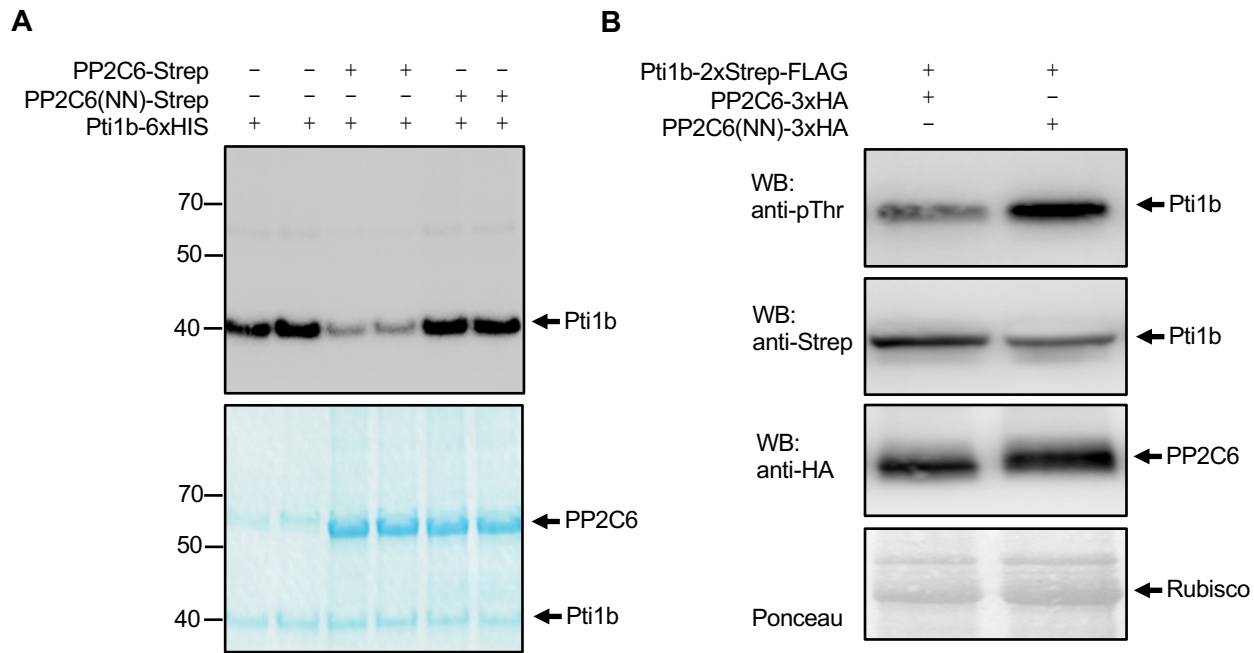 A
PP2C6-Strep – – + + – –
PP2C6(NN)-Strep – – – – + +
Pti1b-6xHIS + + + + + +
70
50
40
Pti1b
70
50
40
PP2C6
Pti1b
B
Pti1b-2xStrep-FLAG + +
PP2C6-3xHA + –
PP2C6(NN)-3xHA – +
WB:
anti-pThr
Pti1b
WB:
anti-Strep
Pti1b
WB:
anti-HA
PP2C6
Ponceau
Rubisco